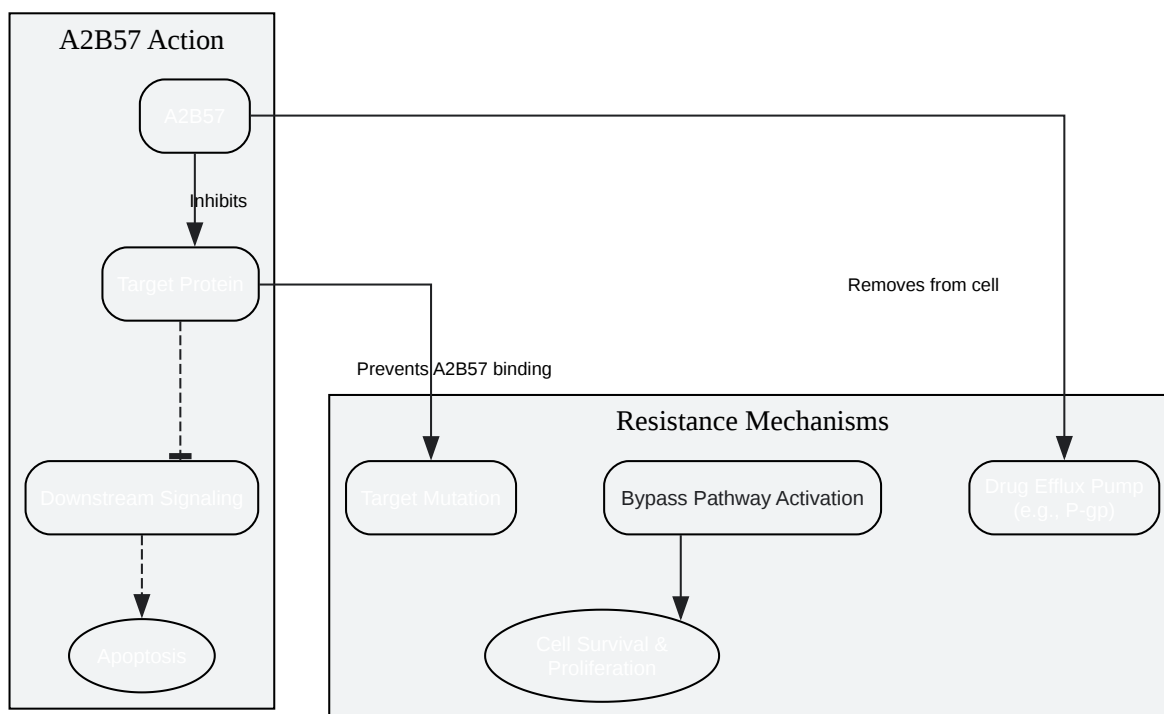 A2B57 Action
A2B57
Inhibits
Target Protein
Removes from cell
Prevents A2B57 binding
Resistance Mechanisms
Downstream Signaling
Target Mutation
Bypass Pathway Activation
Drug Efflux Pump
(e.g., P-gp)
Apoptosis
Cell Survival &
Proliferation